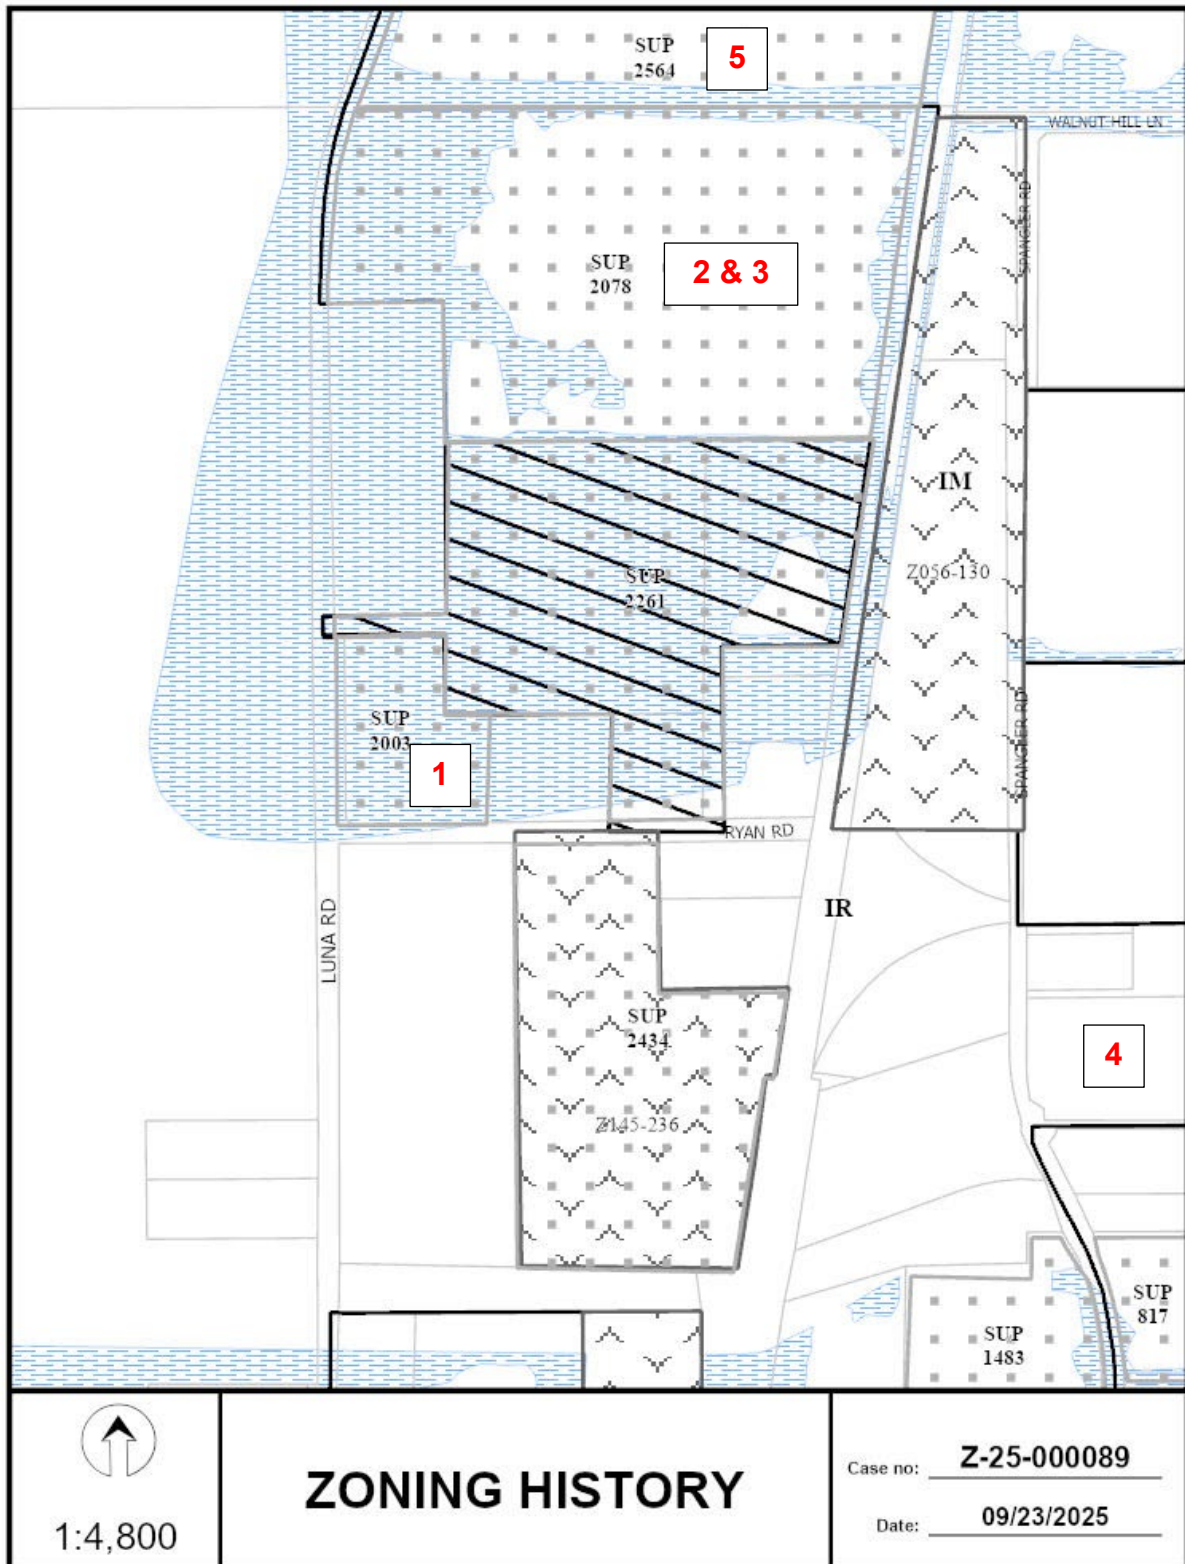 SUP
2564
5
WALNUT HILL LN
SPANGLER RD
SUP
2078
2 & 3
IM
Z056-130
SUP
2261
SUP
2003
1
SPANGLER RD
RYAN RD
IR
LUNA RD
SUP
2434
4
Z145-236
SUP
817
SUP
1483
1:4,800
ZONING HISTORY
Case no: Z-25-000089
Date: 09/23/2025